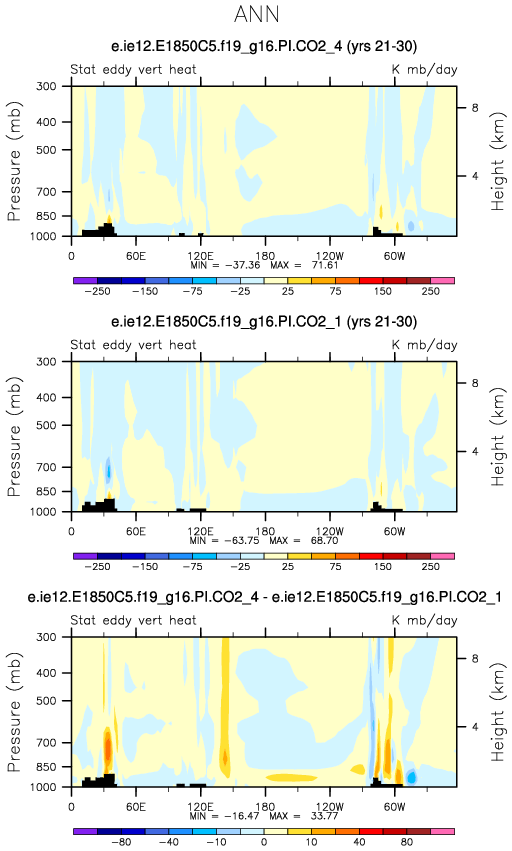 ANN
e.ie12.E1850C5.f19_g16.PI.CO2_4 (yrs 21-30)
Stat eddy vert heat K mb/day
300 400 500 700 850 1000
Pressure (mb)
8 4
Height (km)
0 60E 120E 180 120W 60W
MIN = -37.36 MAX = 71.61
-250 -150 -75 -25 25 75 150 250
e.ie12.E1850C5.f19_g16.PI.CO2_1 (yrs 21-30)
Stat eddy vert heat K mb/day
300 400 500 700 850 1000
Pressure (mb)
8 4
Height (km)
0 60E 120E 180 120W 60W
MIN = -63.75 MAX = 68.70
-250 -150 -75 -25 25 75 150 250
e.ie12.E1850C5.f19_g16.PI.CO2_4 - e.ie12.E1850C5.f19_g16.PI.CO2_1
Stat eddy vert heat K mb/day
300 400 500 700 850 1000
Pressure (mb)
8 4
Height (km)
0 60E 120E 180 120W 60W
MIN = -16.47 MAX = 33.77
-80 -40 -10 0 10 40 80